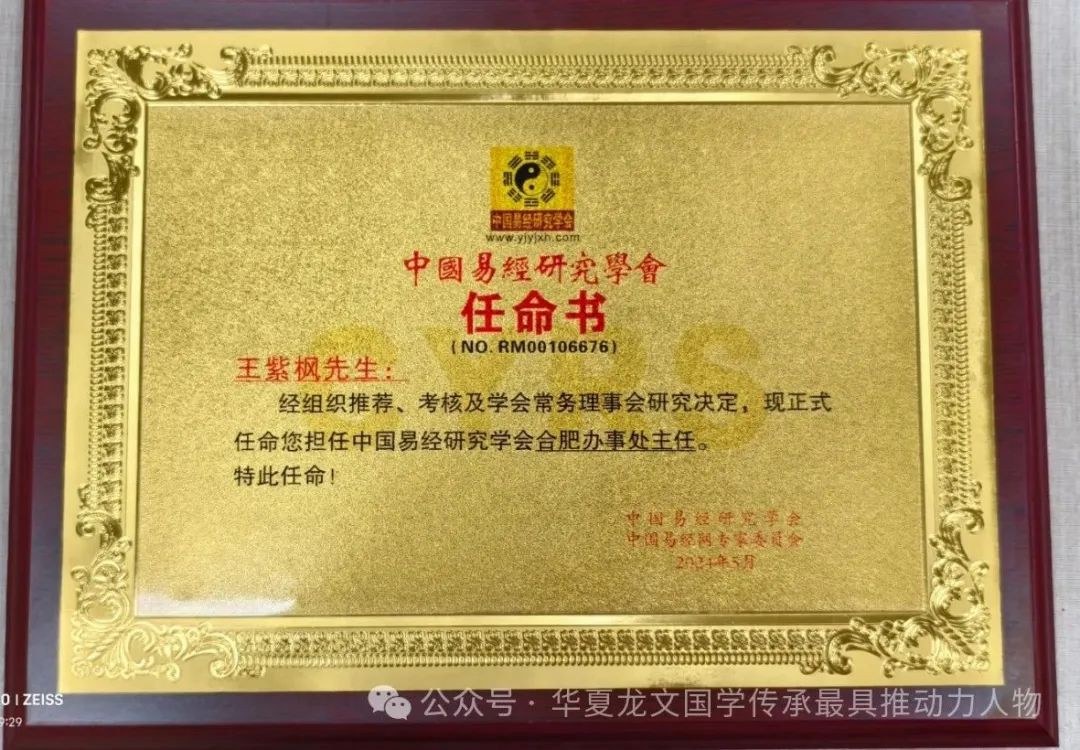 中国易经研究学会
www.yjyjxh.com
中國易經研究學會
任命书
(NO. RM00106676)
王紫枫先生：
经组织推荐、考核及学会常务理事会研究决定，现正式
任命您担任中国易经研究学会合肥办事处主任。
特此任命！
中国易经研究学会
中国易经网专家委员会
2024年5月
ZEISS
9:29
公众号 · 华夏龙文国学传承最具推动力人物